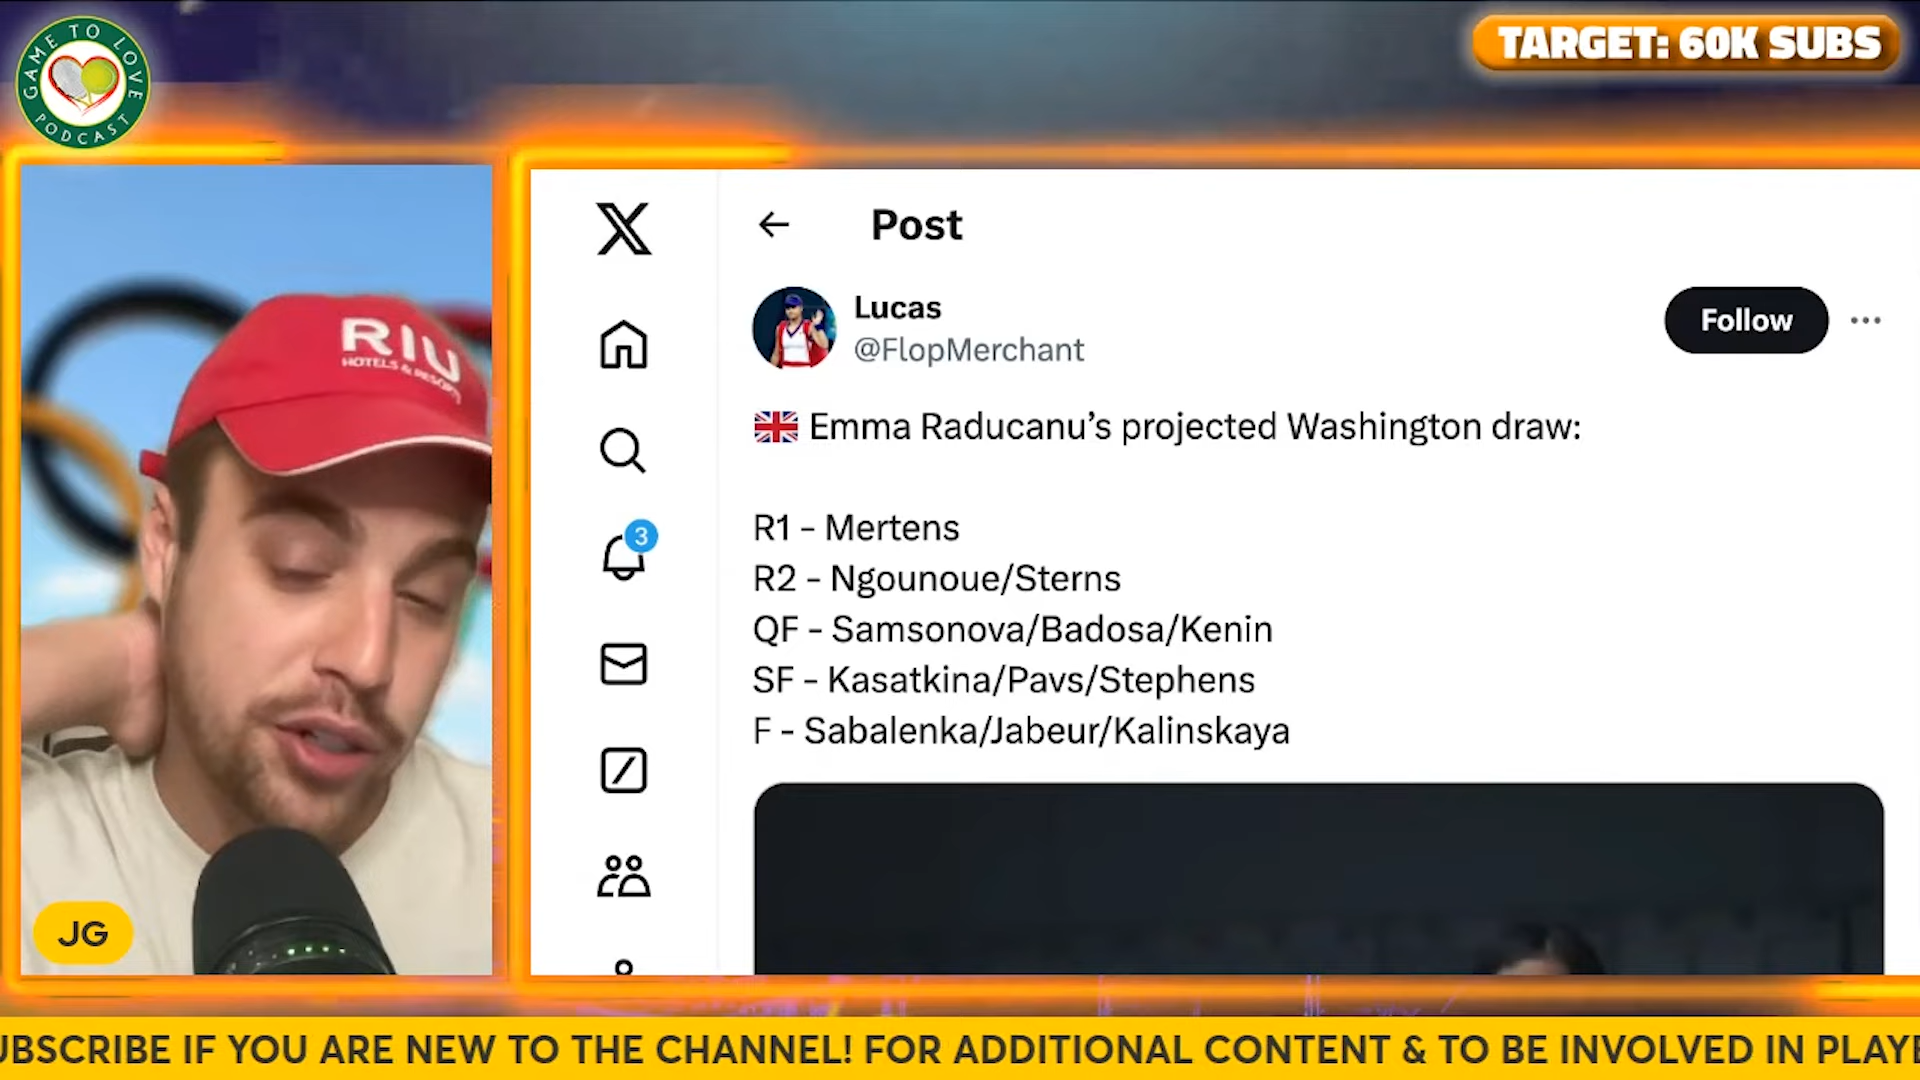 GAME TO LOVE
PODCAST
TARGET: 60K SUBS
RIU
HOTELS & RESORTS
JG
X
Post
Lucas
@FlopMerchant
Follow
3
🇬🇧 Emma Raducanu’s projected Washington draw:
R1 - Mertens
R2 - Ngounoue/Sterns
QF - Samsonova/Badosa/Kenin
SF - Kasatkina/Pavs/Stephens
F - Sabalenka/Jabeur/Kalinskaya
UBSCRIBE IF YOU ARE NEW TO THE CHANNEL! FOR ADDITIONAL CONTENT & TO BE INVOLVED IN PLAYE